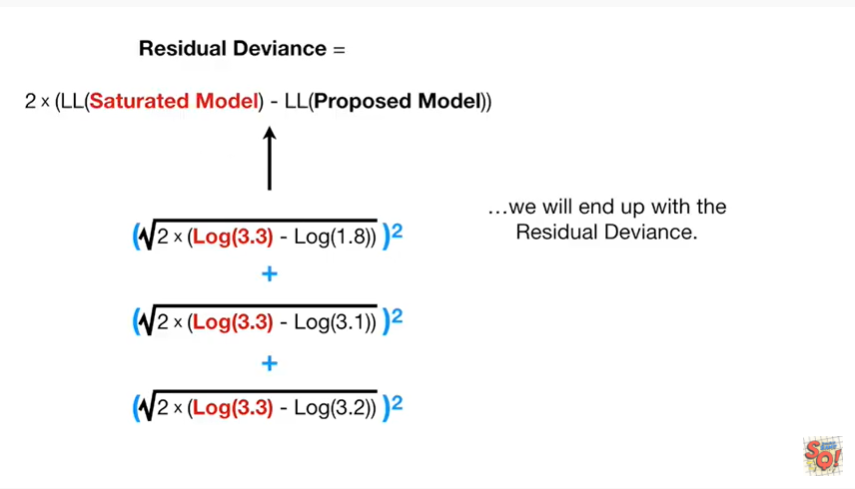 Residual Deviance =
2 × (LL(Saturated Model) - LL(Proposed Model))
(√2 × (Log(3.3) - Log(1.8)) )²
...we will end up with the
Residual Deviance.
+
(√2 × (Log(3.3) - Log(3.1)) )²
+
(√2 × (Log(3.3) - Log(3.2)) )²
SQ!